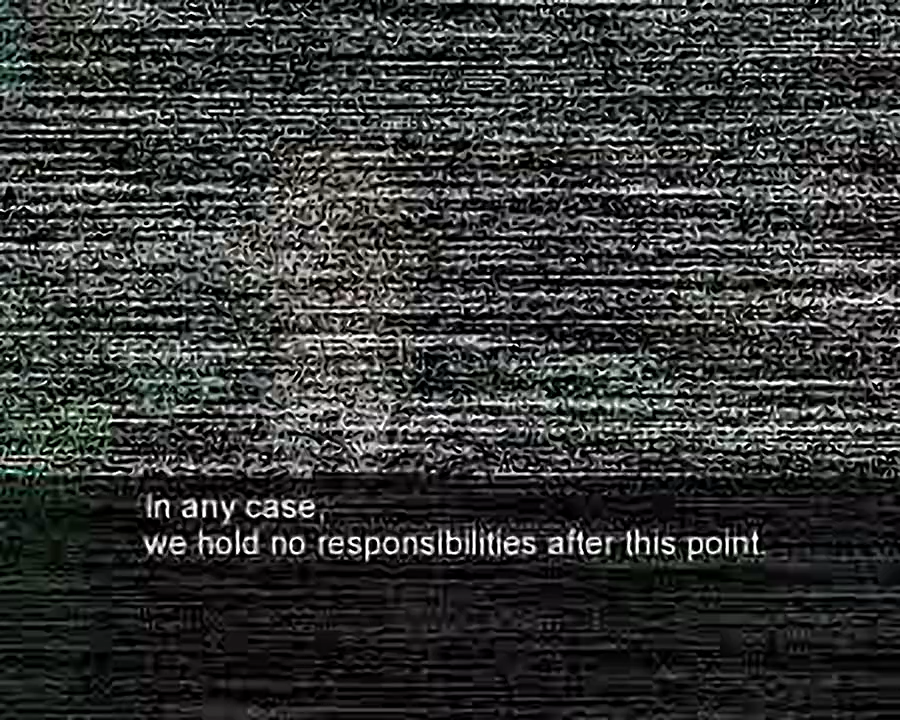 In any case,
we hold no responsibilities after this point.